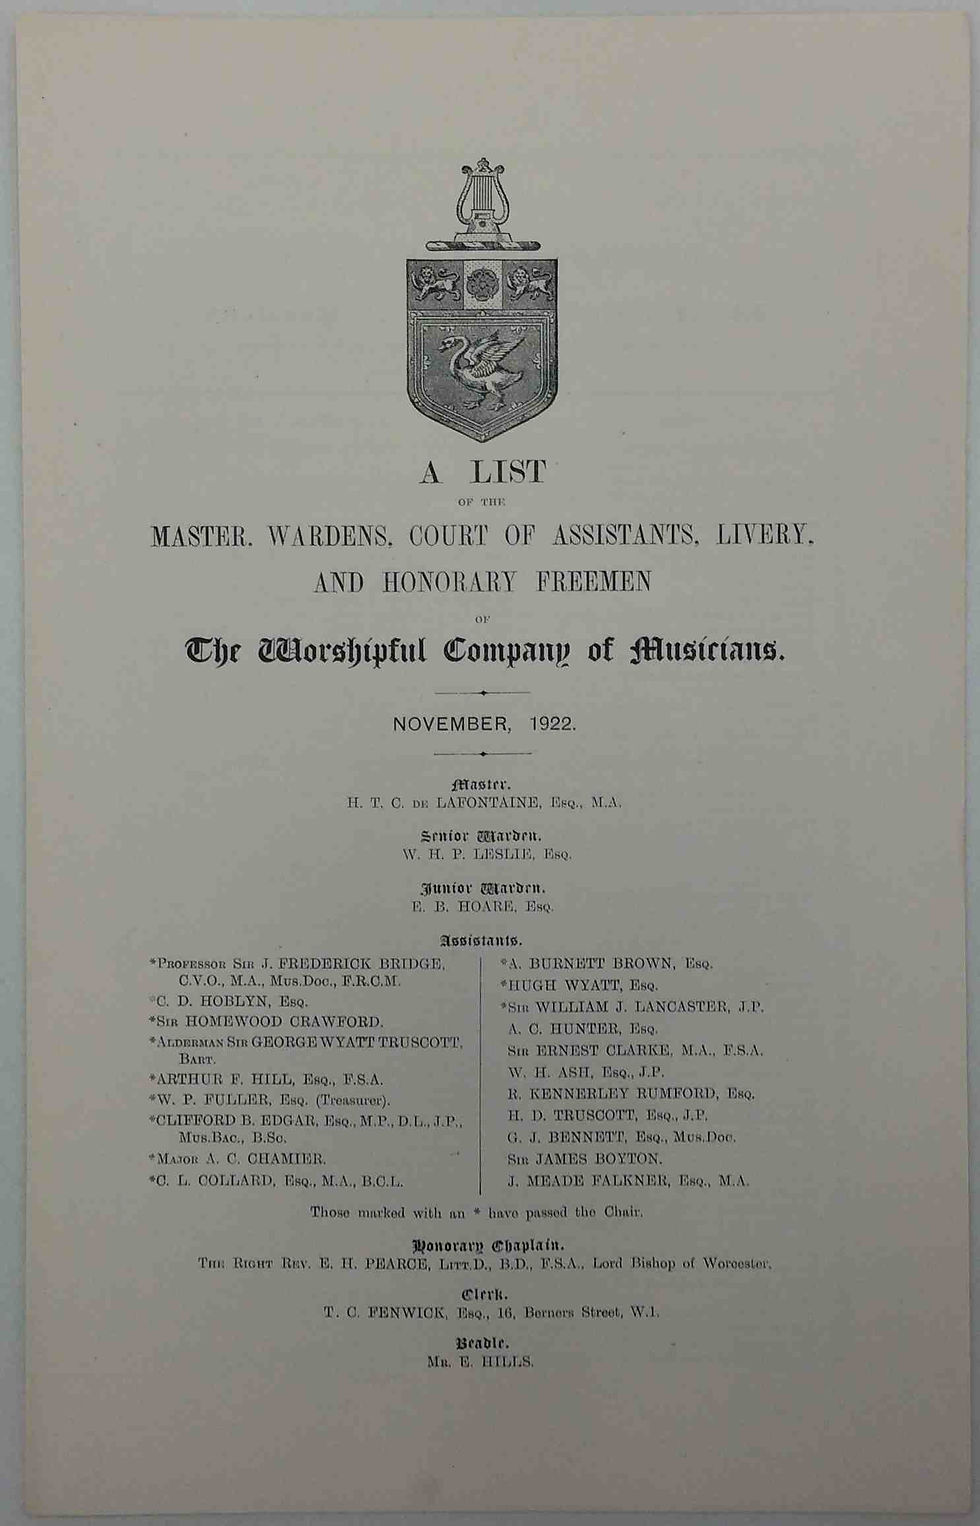 A LIST
OF THE
MASTER, WARDENS, COURT OF ASSISTANTS, LIVERY,
AND HONORARY FREEMEN
OF
The Worshipful Company of Musicians.
NOVEMBER, 1922.
Master.
H. T. C. DE LAFONTAINE, Esq., M.A.
Senior Warden.
W. H. P. LESLIE, Esq.
Junior Warden.
E. B. HOARE, Esq.
Assistants.
*Professor Sir J. FREDERICK BRIDGE,
C.V.O., M.A., Mus.Doc., F.R.C.M.
*C. D. HOBLYN, Esq.
*Sir HOMEWOOD CRAWFORD.
*Alderman Sir GEORGE WYATT TRUSCOTT,
Bart.
*ARTHUR F. HILL, Esq., F.S.A.
*W. P. FULLER, Esq. (Treasurer).
*CLIFFORD B. EDGAR, Esq., M.P., D.L., J.P.,
Mus.Bac., B.Sc.
*Major A. C. CHAMIER.
*C. L. COLLARD, Esq., M.A., B.C.L.
*A. BURNETT BROWN, Esq.
*HUGH WYATT, Esq.
*Sir WILLIAM J. LANCASTER, J.P.
A. C. HUNTER, Esq.
Sir ERNEST CLARKE, M.A., F.S.A.
W. H. ASH, Esq., J.P.
R. KENNERLEY RUMFORD, Esq.
H. D. TRUSCOTT, Esq., J.P.
G. J. BENNETT, Esq., Mus.Doc.
Sir JAMES BOYTON.
J. MEADE FALKNER, Esq., M.A.
Those marked with an * have passed the Chair.
Honorary Chaplain.
The Right Rev. E. H. PEARCE, Litt.D., B.D., F.S.A., Lord Bishop of Worcester.
Clerk.
T. C. FENWICK, Esq., 16, Berners Street, W.1.
Beadle.
Mr. E. HILLS.